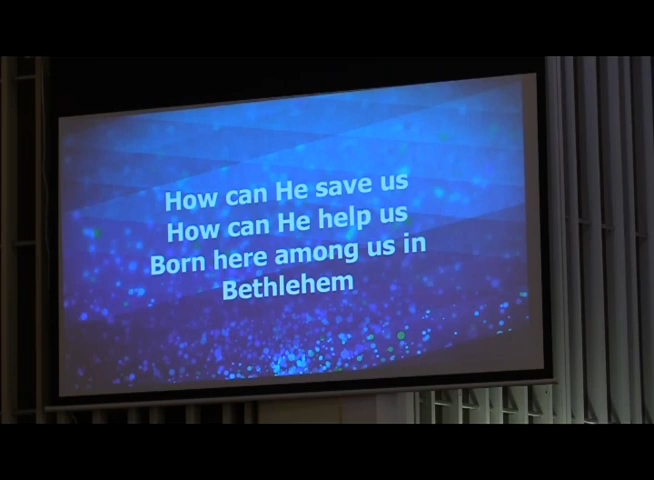 How can He save us
How can He help us
Born here among us in
Bethlehem